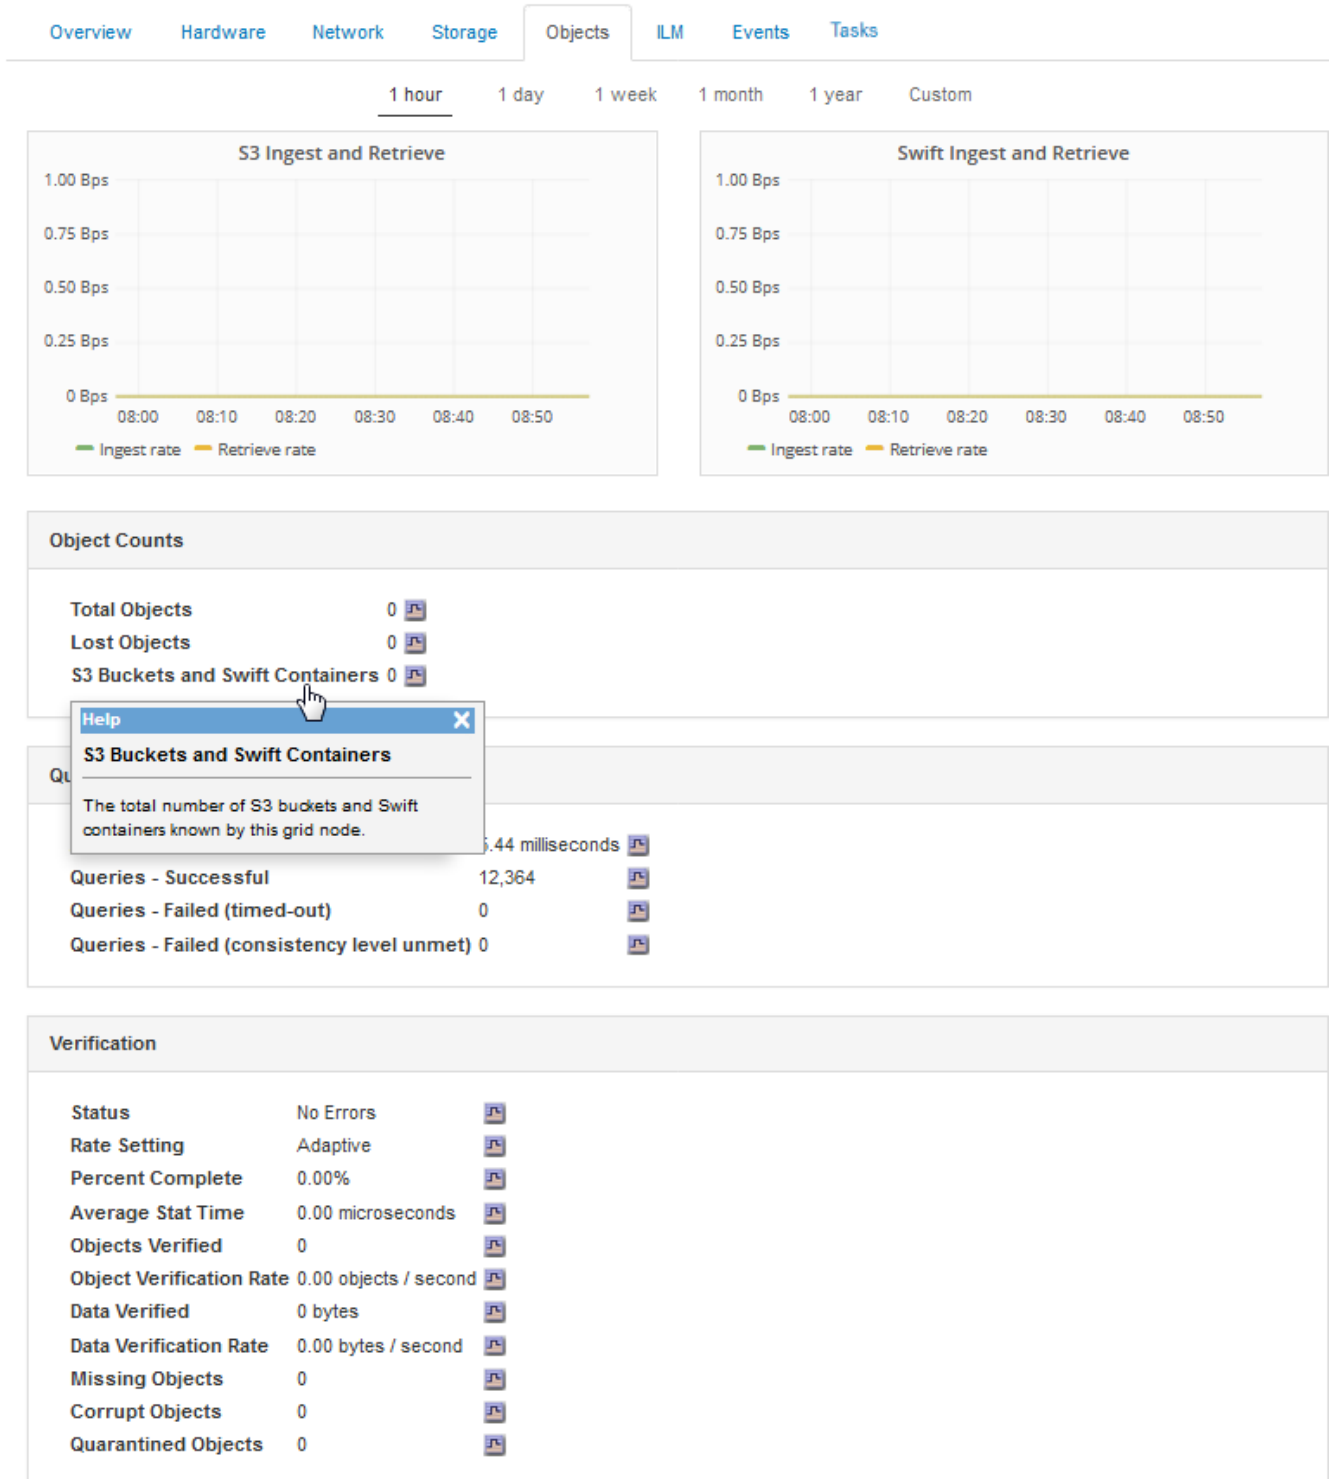 Overview Hardware Network Storage Objects ILM Events Tasks
1 hour 1 day 1 week 1 month 1 year Custom
S3 Ingest and Retrieve
1.00 Bps
0.75 Bps
0.50 Bps
0.25 Bps
0 Bps
08:00 08:10 08:20 08:30 08:40 08:50
Ingest rate Retrieve rate
Swift Ingest and Retrieve
1.00 Bps
0.75 Bps
0.50 Bps
0.25 Bps
0 Bps
08:00 08:10 08:20 08:30 08:40 08:50
Ingest rate Retrieve rate
Object Counts
Total Objects 0
Lost Objects 0
S3 Buckets and Swift Containers 0
Help
S3 Buckets and Swift Containers
The total number of S3 buckets and Swift
containers known by this grid node.
.44 milliseconds
Queries - Successful 12,364
Queries - Failed (timed-out) 0
Queries - Failed (consistency level unmet) 0
Verification
Status No Errors
Rate Setting Adaptive
Percent Complete 0.00%
Average Stat Time 0.00 microseconds
Objects Verified 0
Object Verification Rate 0.00 objects / second
Data Verified 0 bytes
Data Verification Rate 0.00 bytes / second
Missing Objects 0
Corrupt Objects 0
Quarantined Objects 0